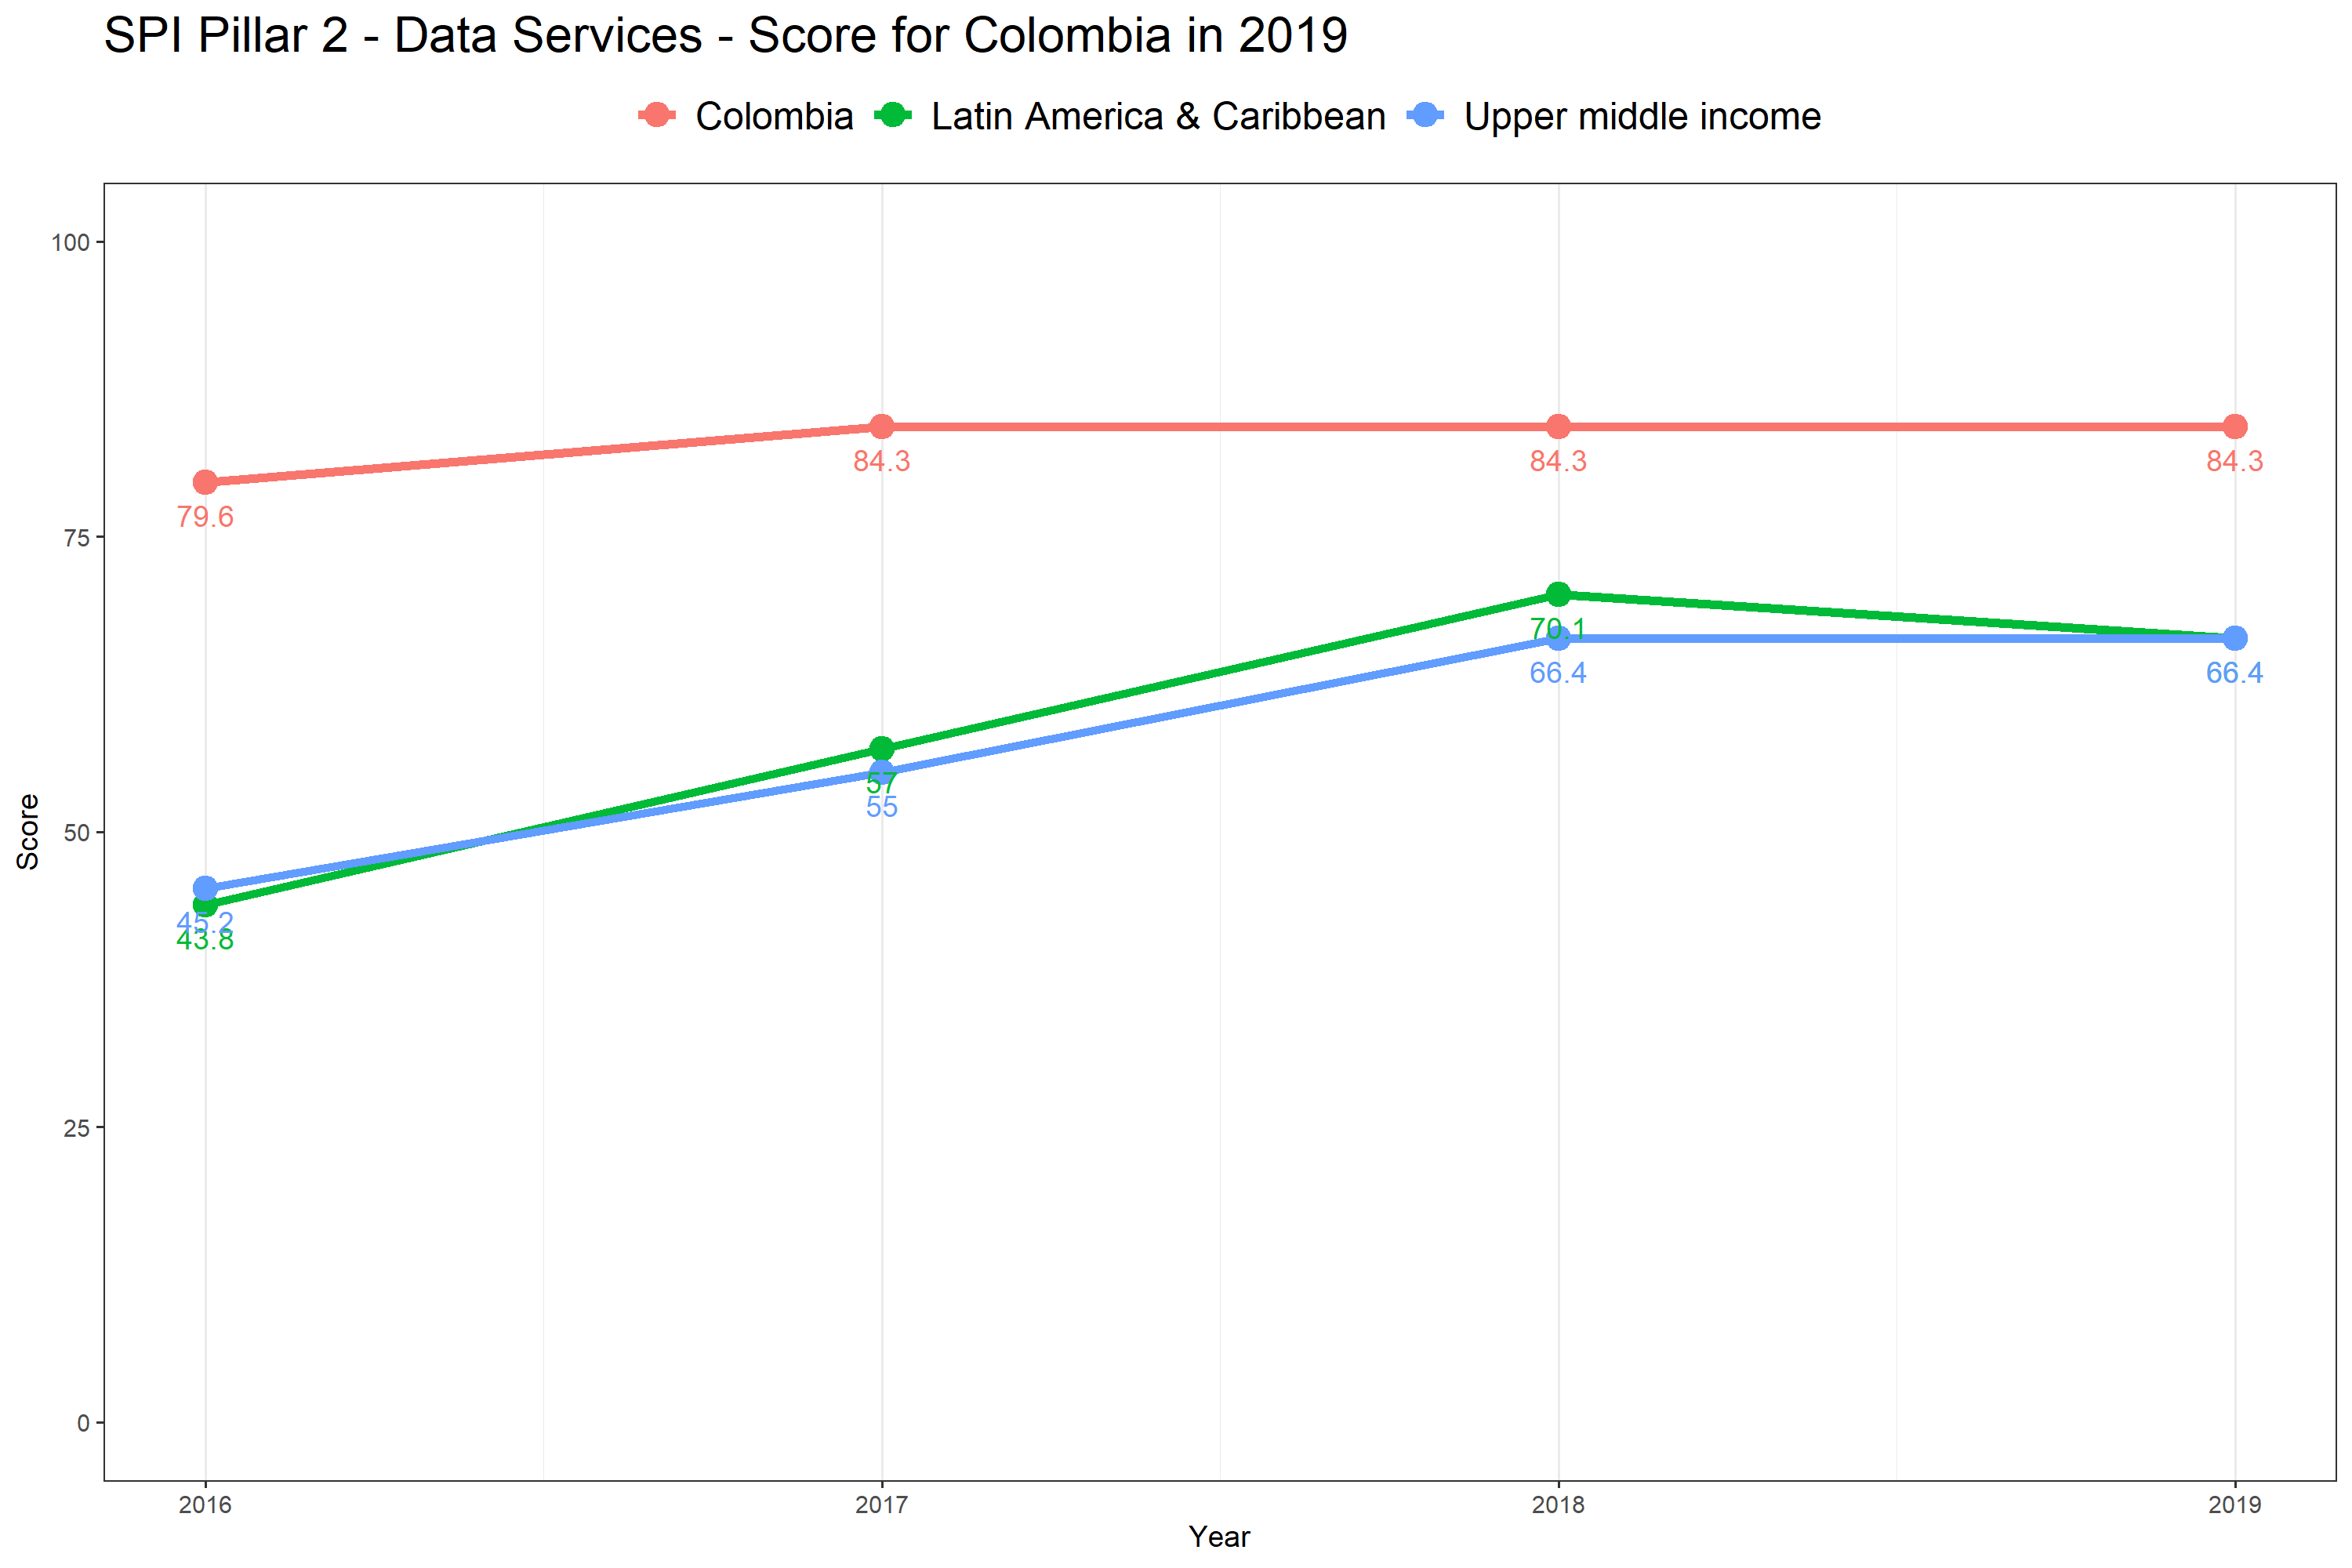 SPI Pillar 2 - Data Services - Score for Colombia in 2019
Colombia Latin America & Caribbean Upper middle income
100
84.3 84.3 84.3
79.6
75
70.1
66.4 66.4
57
55
Score
50
45.2
43.8
25
0
2016 2017 2018 2019
Year